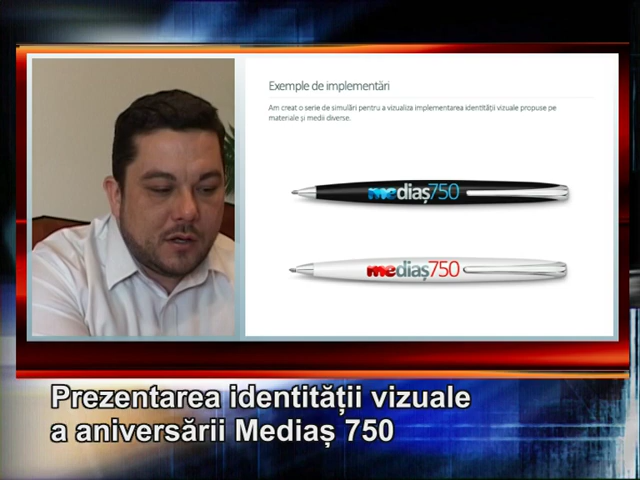 Exemple de implementări
Am creat o serie de simulări pentru a vizualiza implementarea identității vizuale propuse pe
materiale și medii diverse.
mediaș750
mediaș750
Prezentarea identității vizuale
a aniversării Mediaș 750